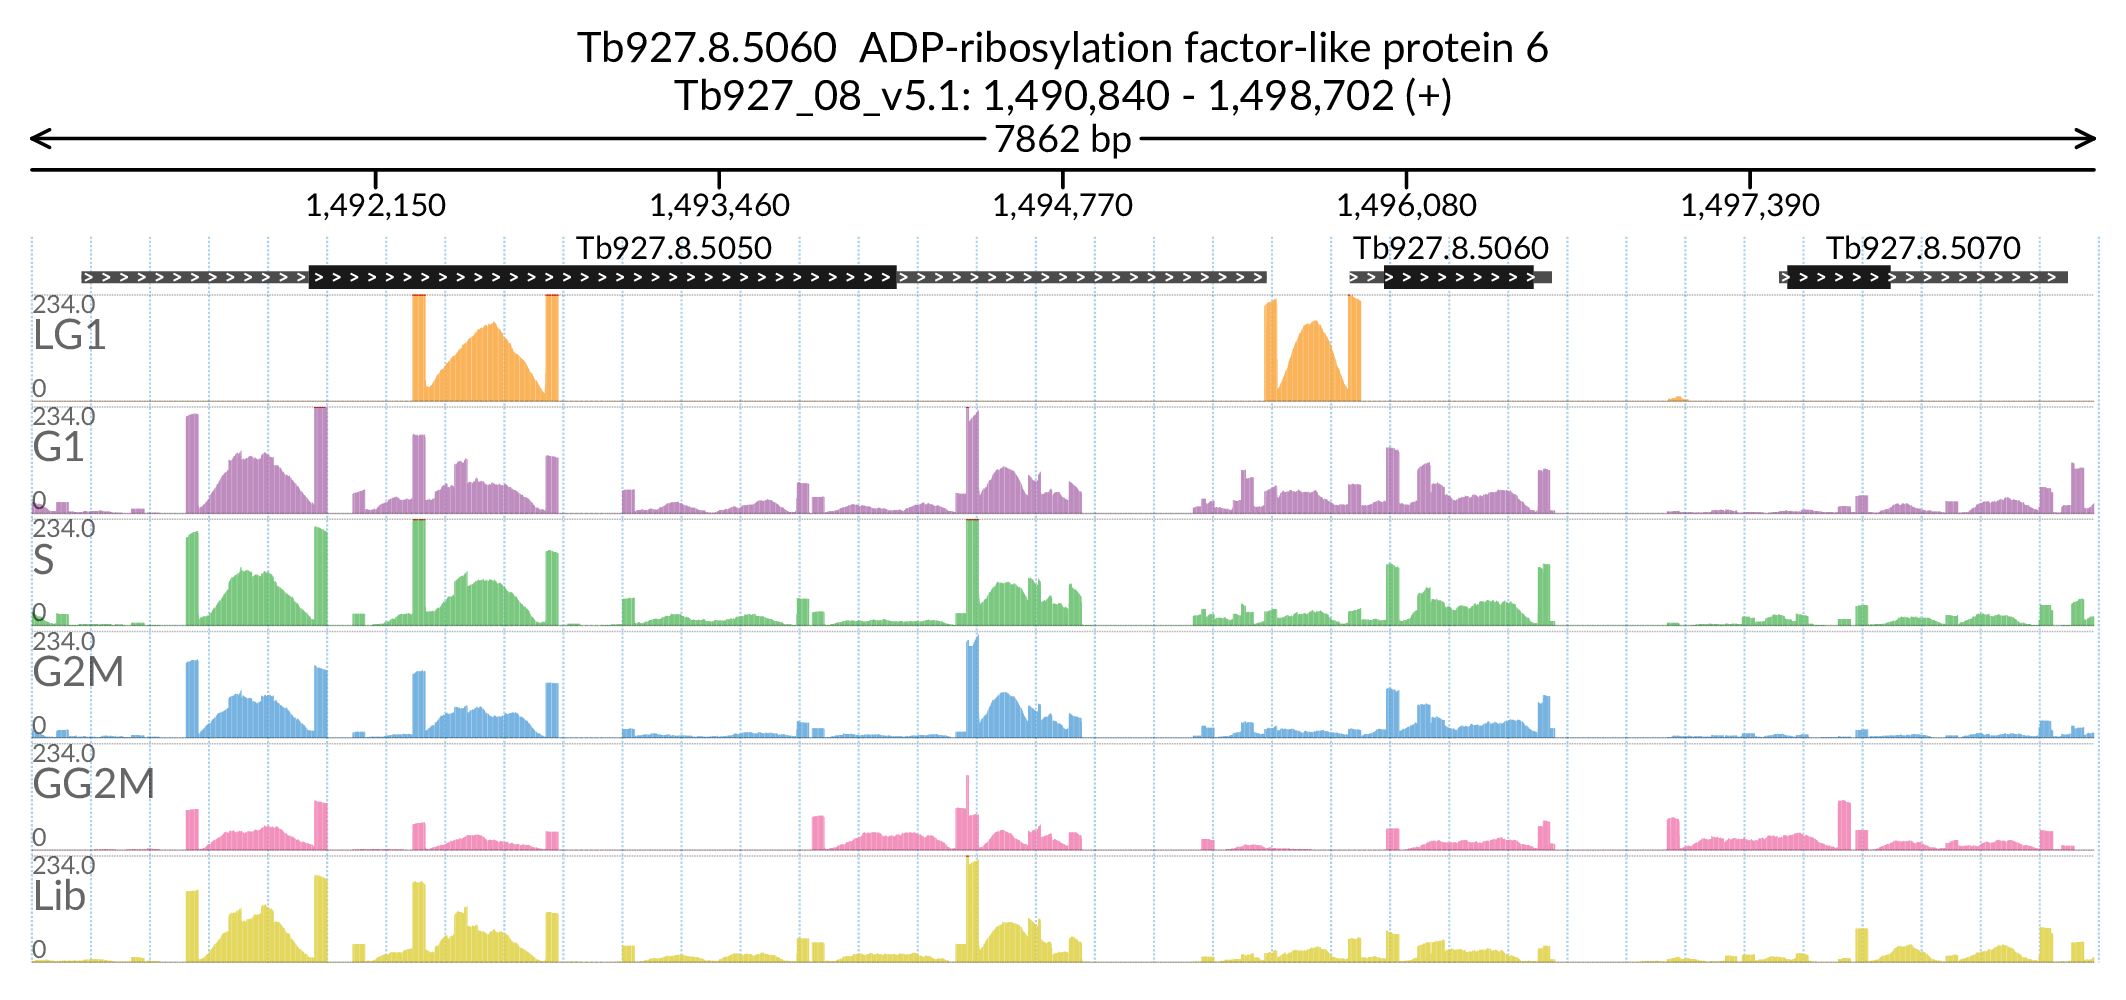 Tb927.8.5060 ADP-ribosylation factor-like protein 6
Tb927_08_v5.1: 1,490,840 - 1,498,702 (+)
7862 bp
1,492,150 1,493,460 1,494,770 1,496,080 1,497,390
Tb927.8.5050 Tb927.8.5060 Tb927.8.5070
234.0
LG1
0
234.0
G1
0
234.0
S
0
234.0
G2M
0
234.0
GG2M
0
234.0
Lib
0